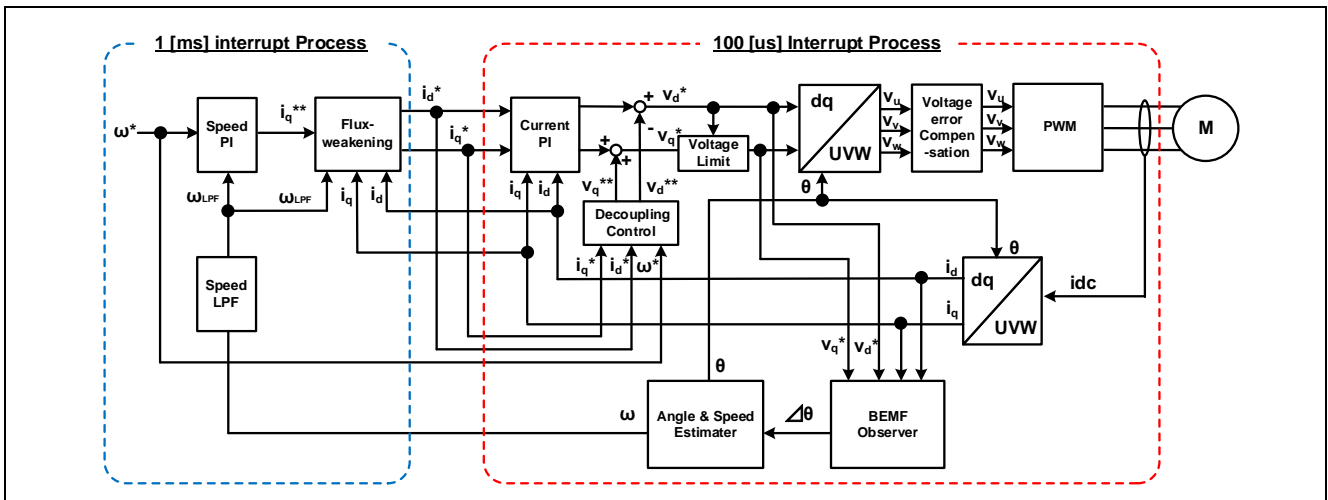 1 [ms] interrupt Process
100 [us] Interrupt Process
ω*
Speed
PI
iq**
Flux-
weakening
id*
iq*
Current
PI
+
-
vd*
+
+
vq*
Voltage
Limit
dq
UVW
vu
vv
vw
Voltage
error
Compen
-sation
vu
vv
vw
PWM
M
ωLPF
ωLPF
iq
id
iq
id
vq**
vd**
θ
Decoupling
Control
iq*
id*
ω*
Speed
LPF
θ
id
iq
dq
UVW
idc
vq*
vd*
θ
ω
Angle & Speed
Estimater
⊿θ
BEMF
Observer